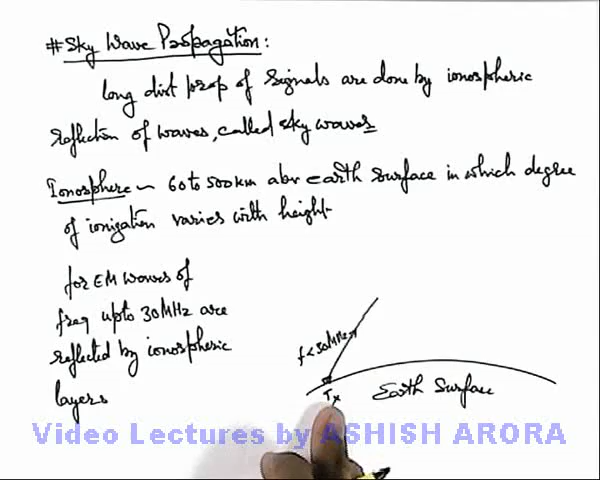 # Sky Wave Propagation :
long dist prop of signals are done by ionospheric
reflection of waves, called sky waves
Ionosphere ~ 60 to 500km abv earth surface in which degree
of ionization varies with height
for EM waves of
freq upto 30MHz are
reflected by ionospheric
layers
f<30MHz
Tx
Earth Surface
Video Lectures by ASHISH ARORA